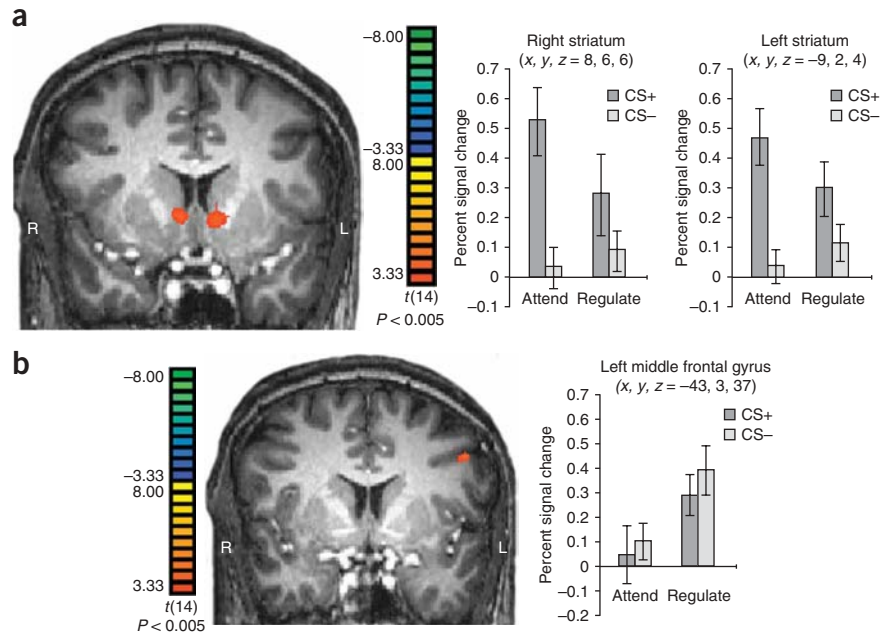 a
−8.00
−3.33
8.00
3.33
t(14)
P < 0.005
R
L
Right striatum
(x, y, z = 8, 6, 6)
0.7
0.6
0.5
0.4
0.3
0.2
0.1
0
−0.1
Percent signal change
CS+
CS−
Attend Regulate
Left striatum
(x, y, z = −9, 2, 4)
0.7
0.6
0.5
0.4
0.3
0.2
0.1
0
−0.1
Percent signal change
CS+
CS−
Attend Regulate
b
−8.00
−3.33
8.00
3.33
t(14)
P < 0.005
R
L
Left middle frontal gyrus
(x, y, z = −43, 3, 37)
0.7
0.6
0.5
0.4
0.3
0.2
0.1
0
−0.1
−0.2
Percent signal change
CS+
CS−
Attend Regulate